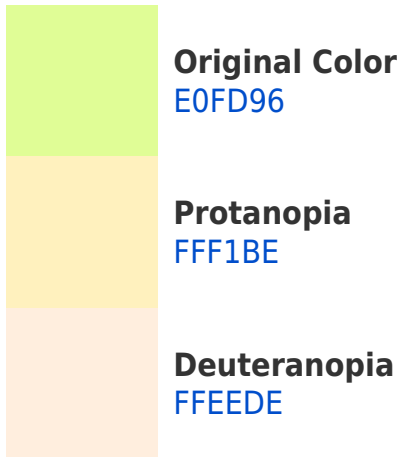 Original Color
E0FD96
Protanopia
FFF1BE
Deuteranopia
FFEEDE